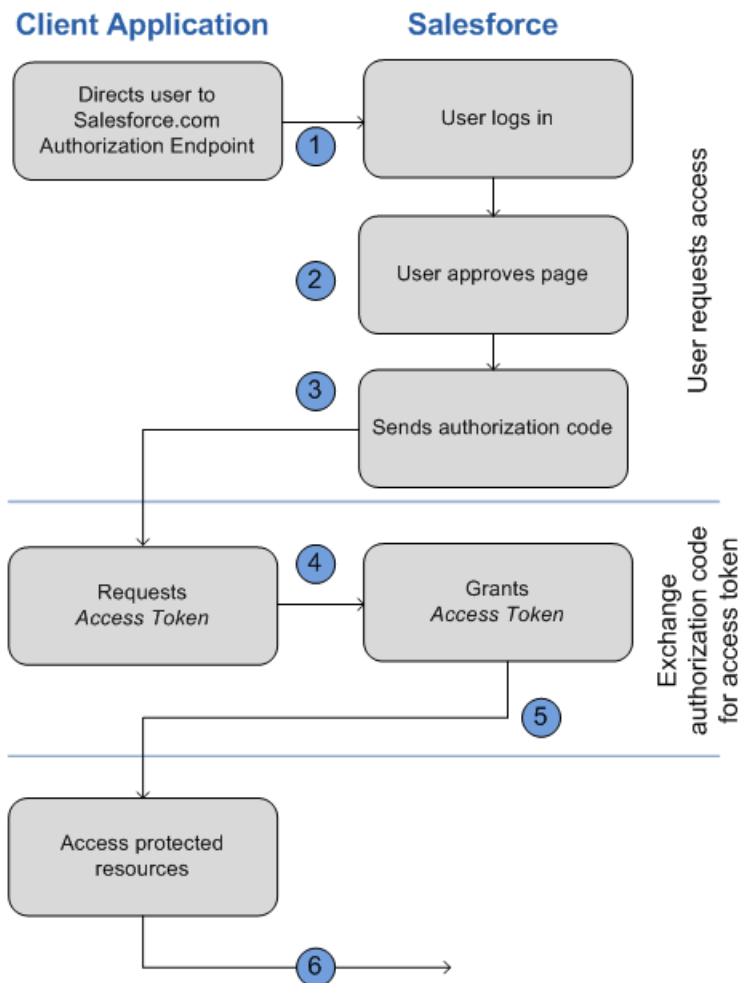 Client Application
Salesforce
Directs user to
Salesforce.com
Authorization Endpoint
1
User logs in
2
User approves page
3
Sends authorization code
User requests access
Requests
Access Token
4
Grants
Access Token
5
Exchange
authorization code
for access token
Access protected
resources
6